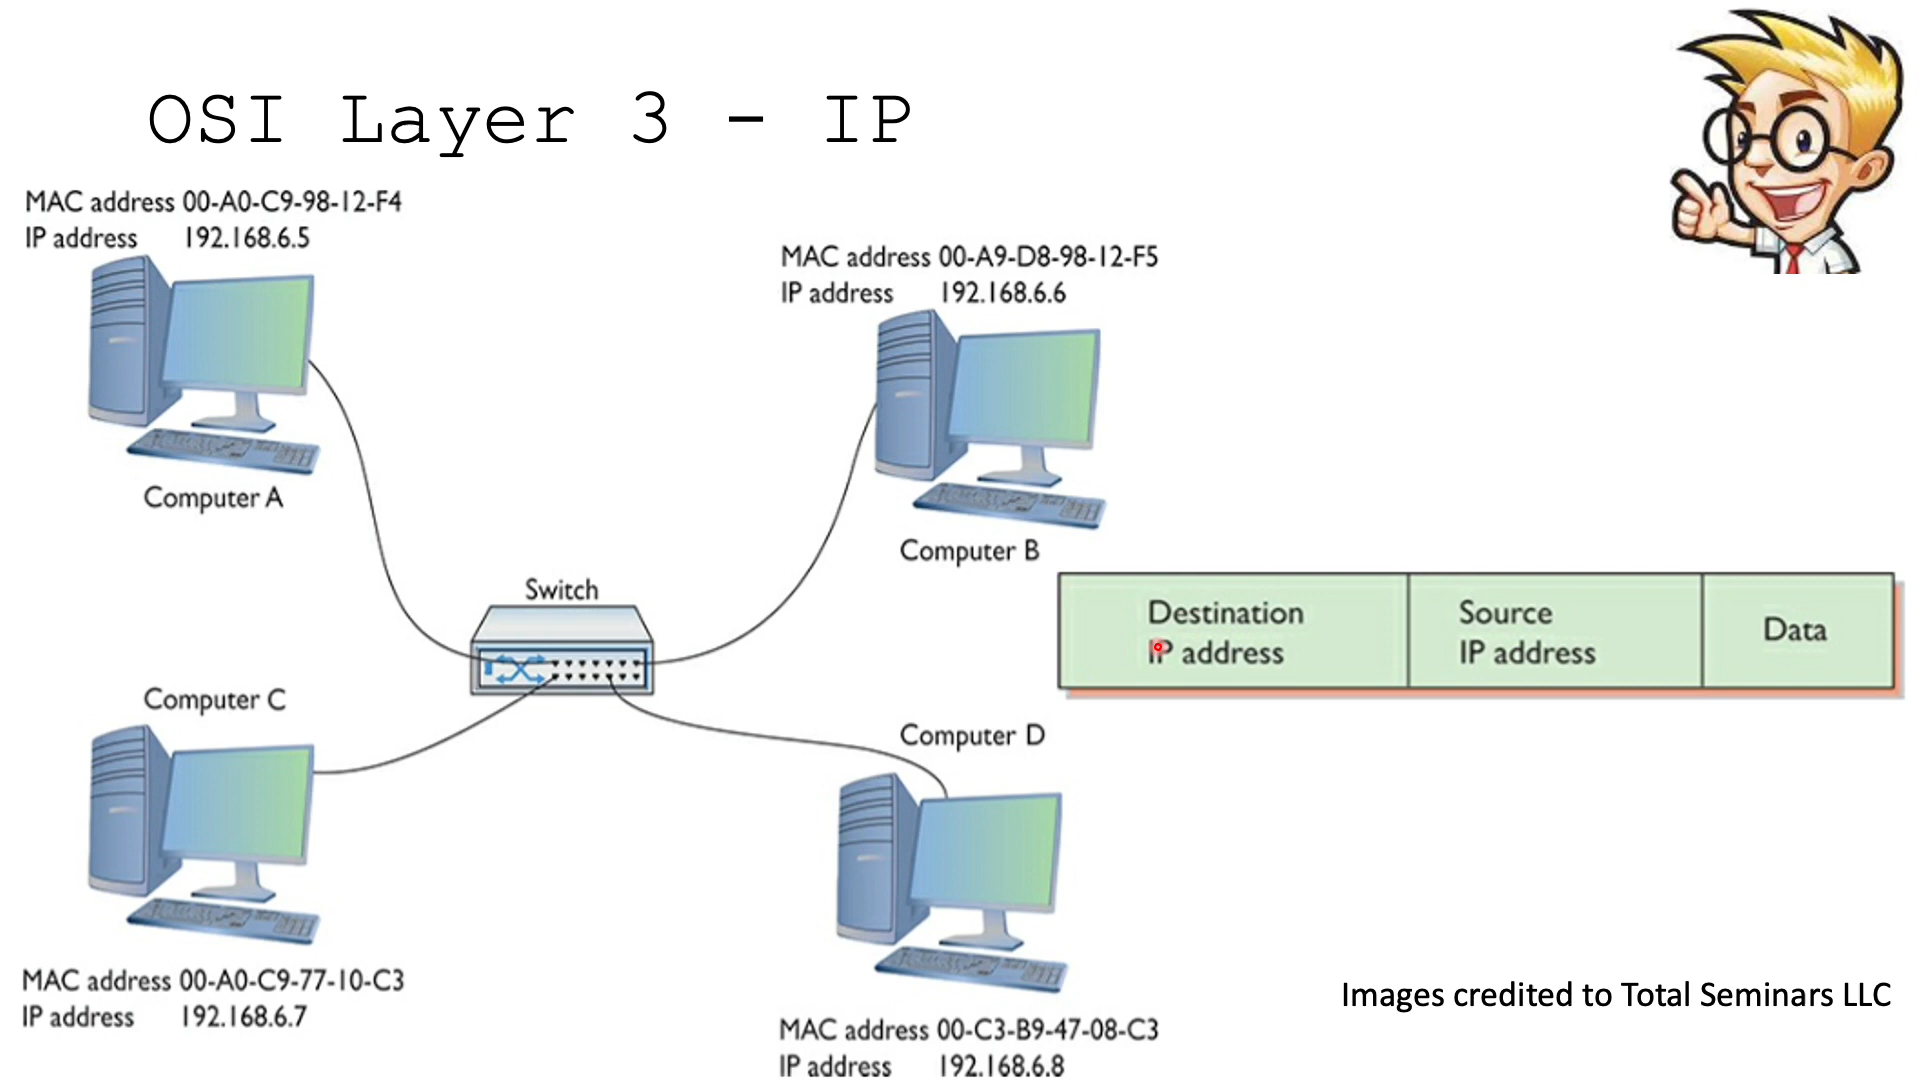 OSI Layer 3 - IP
MAC address 00-A0-C9-98-12-F4
IP address 192.168.6.5
Computer A
MAC address 00-A9-D8-98-12-F5
IP address 192.168.6.6
Computer B
Switch
Destination
IP address
Source
IP address
Data
Computer C
MAC address 00-A0-C9-77-10-C3
IP address 192.168.6.7
Computer D
MAC address 00-C3-B9-47-08-C3
IP address 192.168.6.8
Images credited to Total Seminars LLC